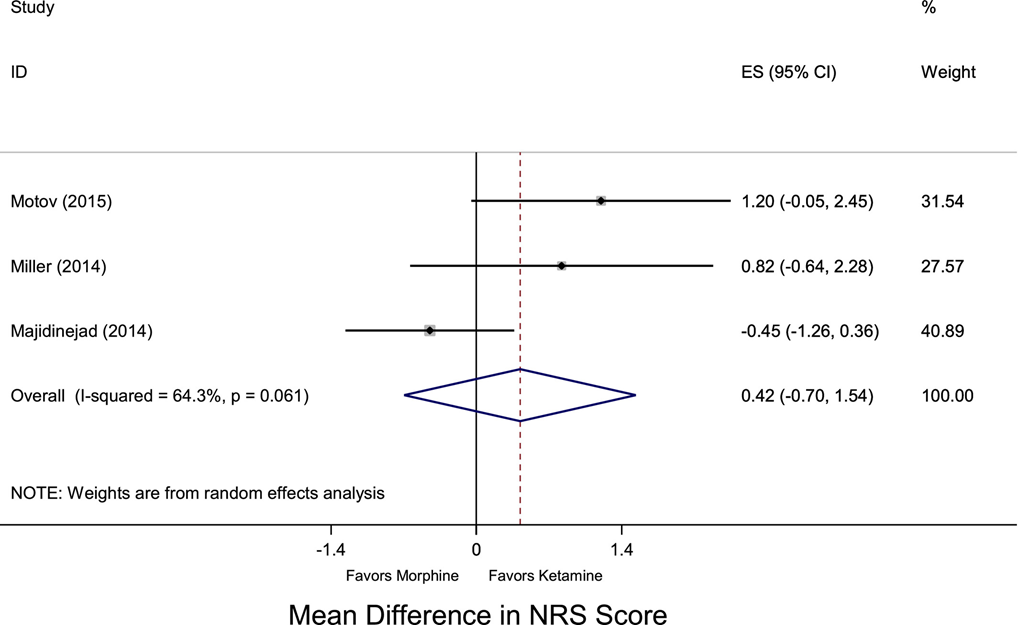 Study %
ID ES (95% CI) Weight
Motov (2015) 1.20 (-0.05, 2.45) 31.54
Miller (2014) 0.82 (-0.64, 2.28) 27.57
Majidinejad (2014) -0.45 (-1.26, 0.36) 40.89
Overall (I-squared = 64.3%, p = 0.061) 0.42 (-0.70, 1.54) 100.00
NOTE: Weights are from random effects analysis
-1.4 0 1.4
Favors Morphine Favors Ketamine
Mean Difference in NRS Score